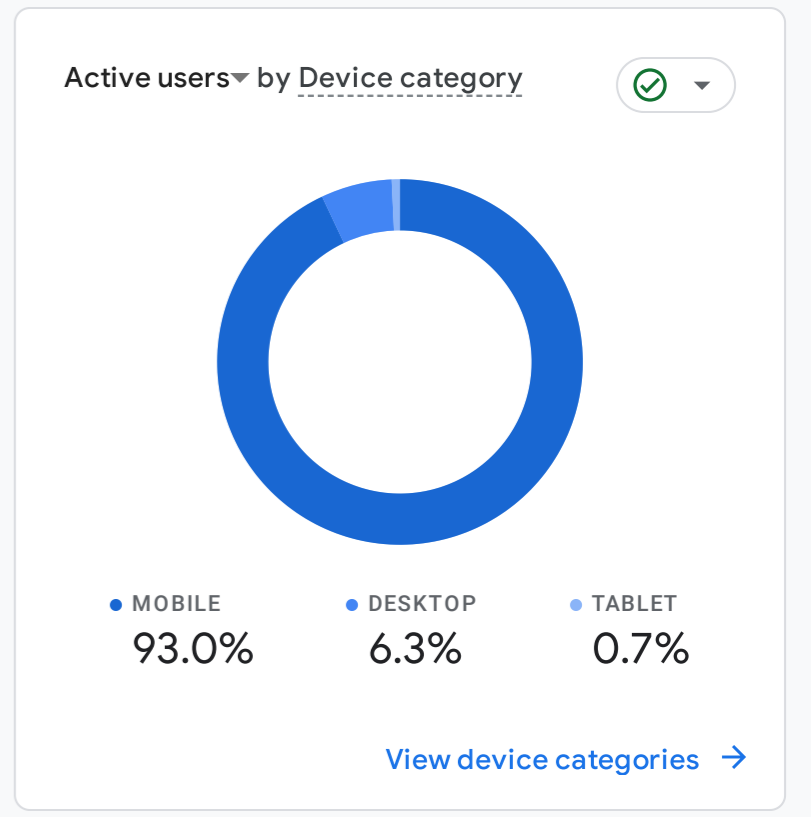 Active users by Device category
MOBILE DESKTOP TABLET
93.0% 6.3% 0.7%
View device categories